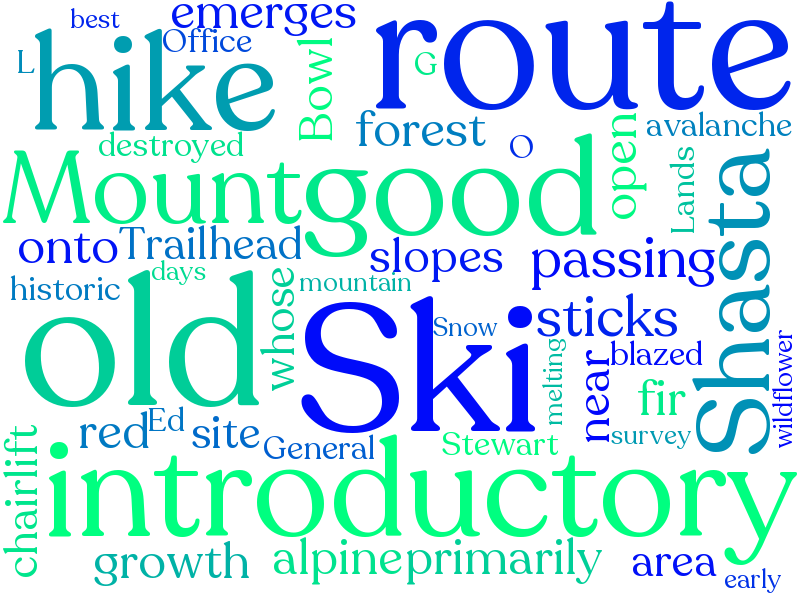 best
emerges
route
L
hike
Office
Bowl
G
forest
avalanche
destroyed
O
open
Mount
good
Lands
Shasta
onto
Trailhead
slopes
passing
historic
days
whose
mountain
old
Ski
Snow
sticks
melting
near
blazed
wildflower
fir
red
Ed
site
General
Stewart
survey
chairlift
introductory
growth
alpine
primarily
area
early